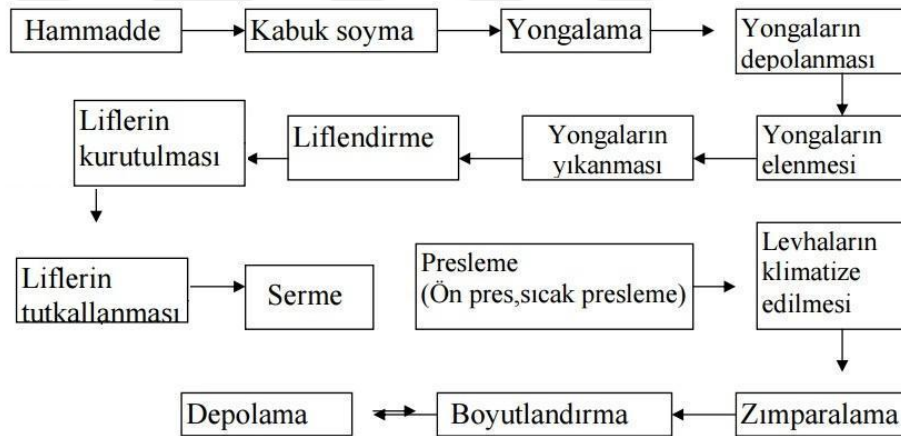 Hammadde
Kabuk soyma
Yongalama
Yongaların
depolanması
Yongaların
elenmesi
Yongaların
yıkanması
Liflendirme
Liflerin
kurutulması
Liflerin
tutkallanması
Serme
Presleme
(Ön pres,sıcak presleme)
Levhaların
klimatize
edilmesi
Zımparalama
Boyutlandırma
Depolama